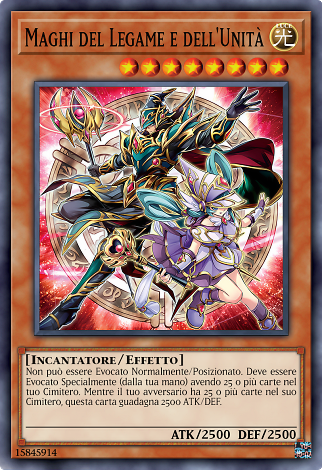 Maghi del Legame e dell'Unità
光
[Incantatore/Effetto]
Non può essere Evocato Normalmente/Posizionato. Deve essere
Evocato Specialmente (dalla tua mano) avendo 25 o più carte nel
tuo Cimitero. Mentre il tuo avversario ha 25 o più carte nel suo
Cimitero, questa carta guadagna 2500 ATK/DEF.
ATK/2500 DEF/2500
15845914